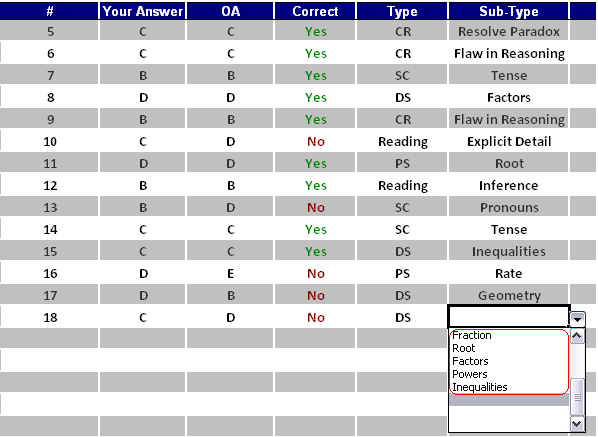 # Your Answer OA Correct Type Sub-Type
5 C C Yes CR Resolve Paradox
6 C C Yes CR Flaw in Reasoning
7 B B Yes SC Tense
8 D D Yes DS Factors
9 B B Yes CR Flaw in Reasoning
10 C D No Reading Explicit Detail
11 D D Yes PS Root
12 B B Yes Reading Inference
13 B D No SC Pronouns
14 C C Yes SC Tense
15 C C Yes DS Inequalities
16 D E No PS Rate
17 D B No DS Geometry
18 C D No DS
Fraction
Root
Factors
Powers
Inequalities